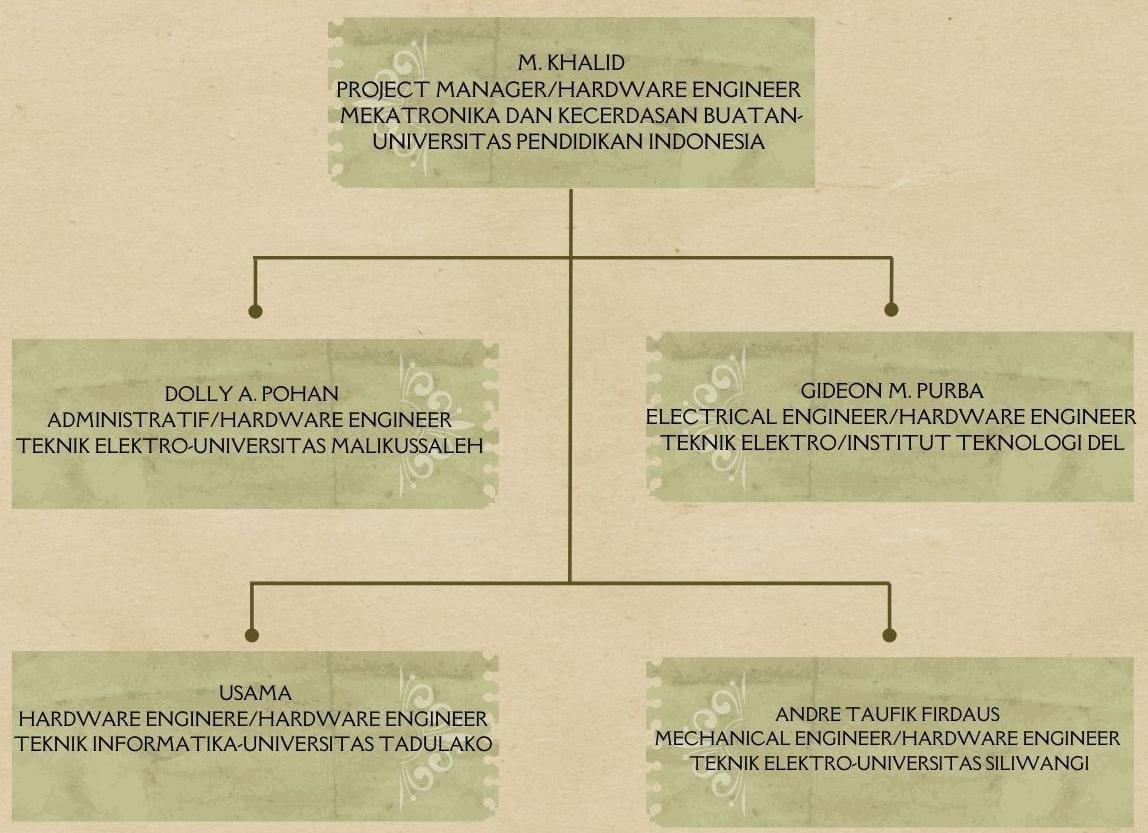 M. KHALID
PROJECT MANAGER/HARDWARE ENGINEER
MEKATRONIKA DAN KECERDASAN BUATAN-
UNIVERSITAS PENDIDIKAN INDONESIA
DOLLY A. POHAN
ADMINISTRATIF/HARDWARE ENGINEER
TEKNIK ELEKTRO-UNIVERSITAS MALIKUSSALEH
GIDEON M. PURBA
ELECTRICAL ENGINEER/HARDWARE ENGINEER
TEKNIK ELEKTRO/INSTITUT TEKNOLOGI DEL
USAMA
HARDWARE ENGINERE/HARDWARE ENGINEER
TEKNIK INFORMATIKA-UNIVERSITAS TADULAKO
ANDRE TAUFIK FIRDAUS
MECHANICAL ENGINEER/HARDWARE ENGINEER
TEKNIK ELEKTRO-UNIVERSITAS SILIWANGI